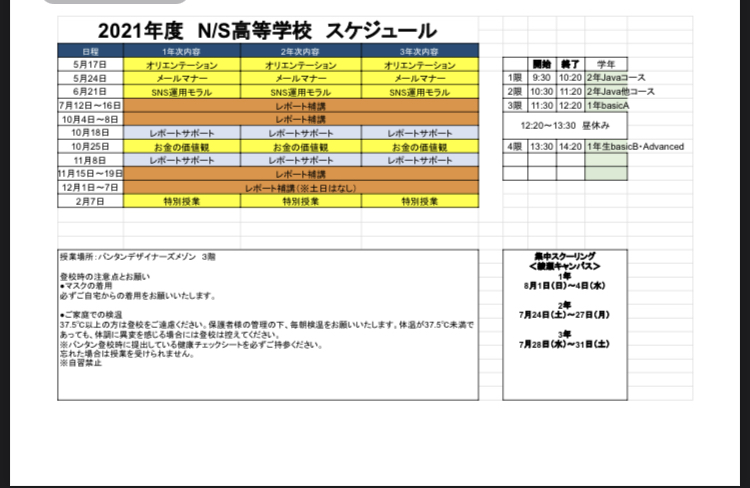 2021年度 N/S高等学校 スケジュール
日程 1年次内容 2年次内容 3年次内容
5月17日 オリエンテーション オリエンテーション オリエンテーション
5月24日 メールマナー メールマナー メールマナー
6月21日 SNS運用モラル SNS運用モラル SNS運用モラル
7月12日～16日 レポート補講
10月4日～8日 レポート補講
10月18日 レポートサポート レポートサポート レポートサポート
10月25日 お金の価値観 お金の価値観 お金の価値観
11月8日 レポートサポート レポートサポート レポートサポート
11月15日～19日 レポート補講
12月1日～7日 レポート補講(※土日はなし)
2月7日 特別授業 特別授業 特別授業
開始 終了 学年
1限 9:30 10:20 2年Javaコース
2限 10:30 11:20 2年Java他コース
3限 11:30 12:20 1年basicA
12:20～13:30 昼休み
4限 13:30 14:20 1年生basicB・Advanced
授業場所：バンタンデザイナーズメゾン 3階
登校時の注意点とお願い
●マスクの着用
必ずご自宅からの着用をお願いいたします。
●ご家庭での検温
37.5℃以上の方は登校をご遠慮ください。保護者様の管理の下、毎朝検温をお願いいたします。体温が37.5℃未満で
あっても、体調に異変を感じる場合には登校は控えてください。
※バンタン登校時に提出している健康チェックシートを必ずご持参ください。
忘れた場合は授業を受けられません。
※自習禁止
集中スクーリング
＜綾瀬キャンパス＞
1年
8月1日(日)～4日(水)
2年
7月24日(土)～27日(月)
3年
7月28日(水)～31日(土)